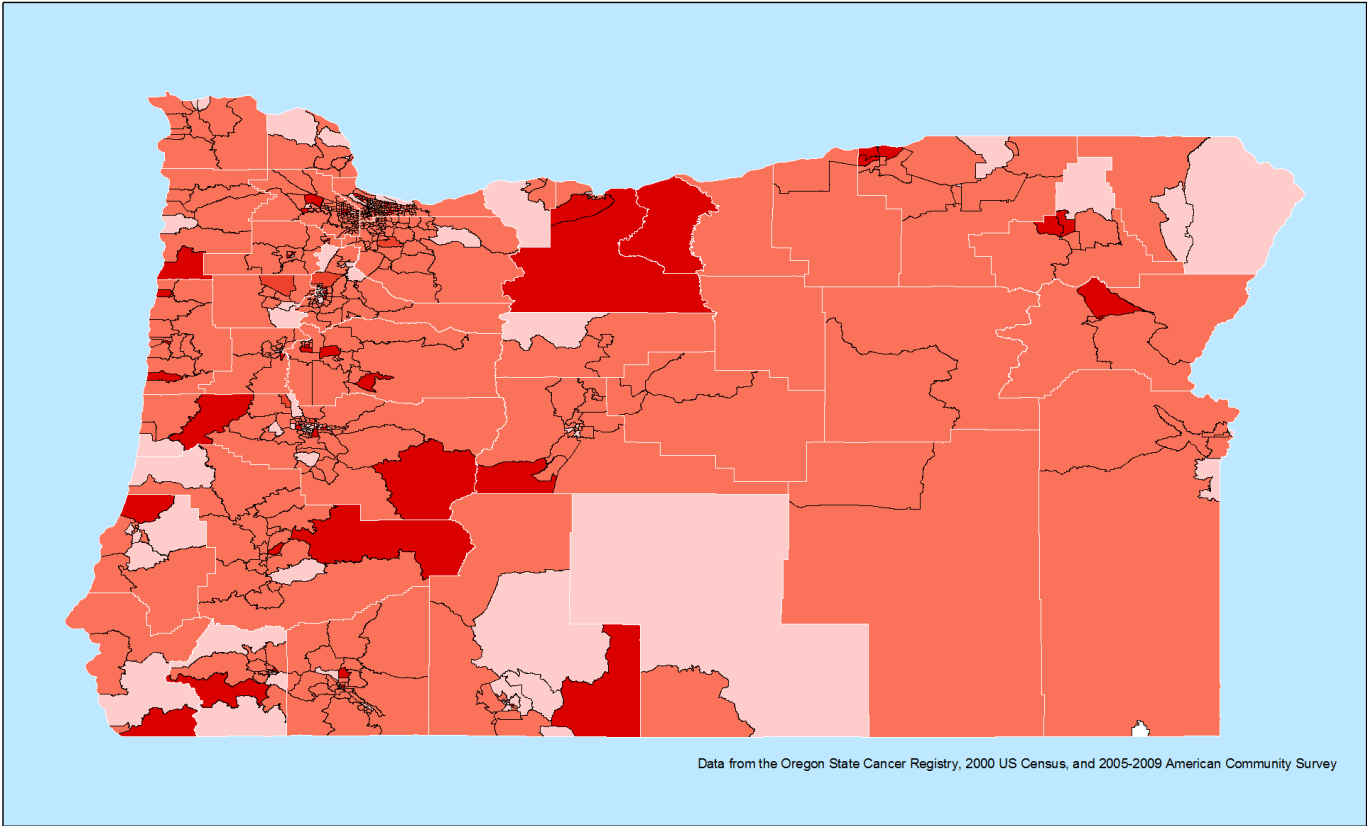 Data from the Oregon State Cancer Registry, 2000 US Census, and 2005-2009 American Community Survey